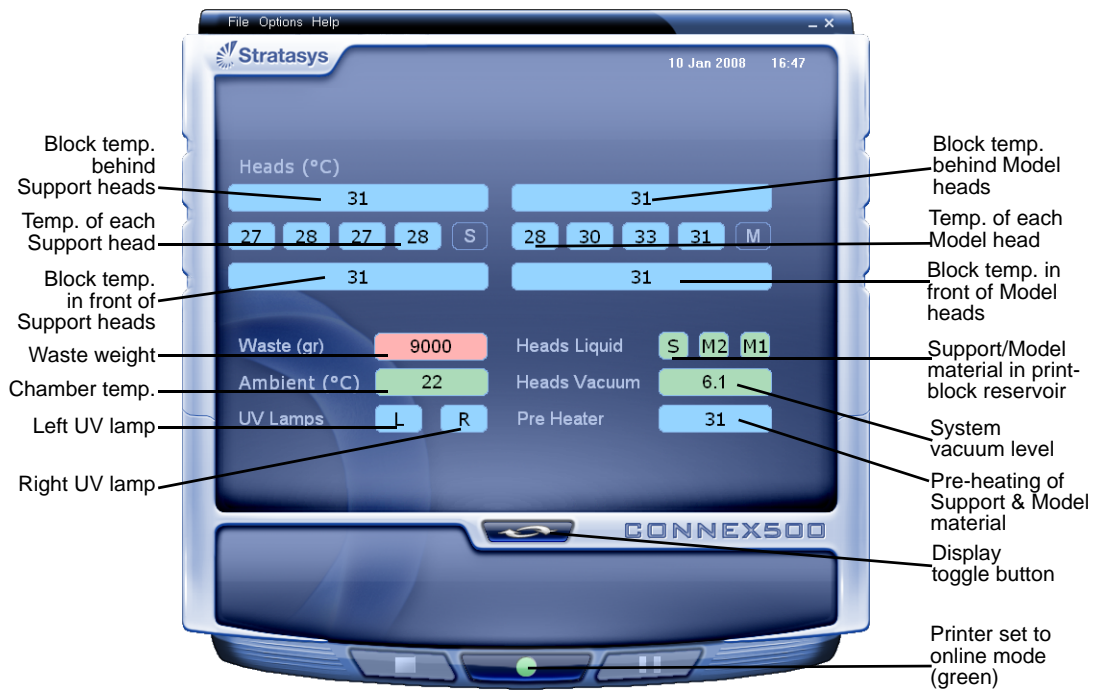 File Options Help
Stratasys
10 Jan 2008 16:47
Heads (°C)
31 31
27 28 27 28 S 28 30 33 31 M
31 31
Waste (gr) 9000 Heads Liquid S M2 M1
Ambient (°C) 22 Heads Vacuum 6.1
UV Lamps L R Pre Heater 31
CONNEX500
Block temp.
behind
Support heads
Temp. of each
Support head
Block temp.
in front of
Support heads
Waste weight
Chamber temp.
Left UV lamp
Right UV lamp
Block temp.
behind Model
heads
Temp. of each
Model head
Block temp. in
front of Model
heads
Support/Model
material in print-
block reservoir
System
vacuum level
Pre-heating of
Support & Model
material
Display
toggle button
Printer set to
online mode
(green)